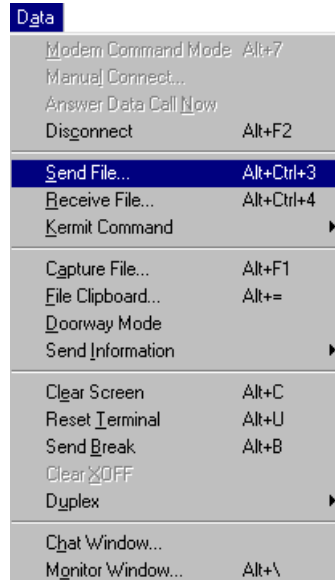 Data
Modem Command Mode Alt+7
Manual Connect...
Answer Data Call Now
Disconnect Alt+F2
Send File... Alt+Ctrl+3
Receive File... Alt+Ctrl+4
Kermit Command
Capture File... Alt+F1
File Clipboard... Alt+=
Doorway Mode
Send Information
Clear Screen Alt+C
Reset Terminal Alt+U
Send Break Alt+B
Clear XOFF
Duplex
Chat Window...
Monitor Window... Alt+\